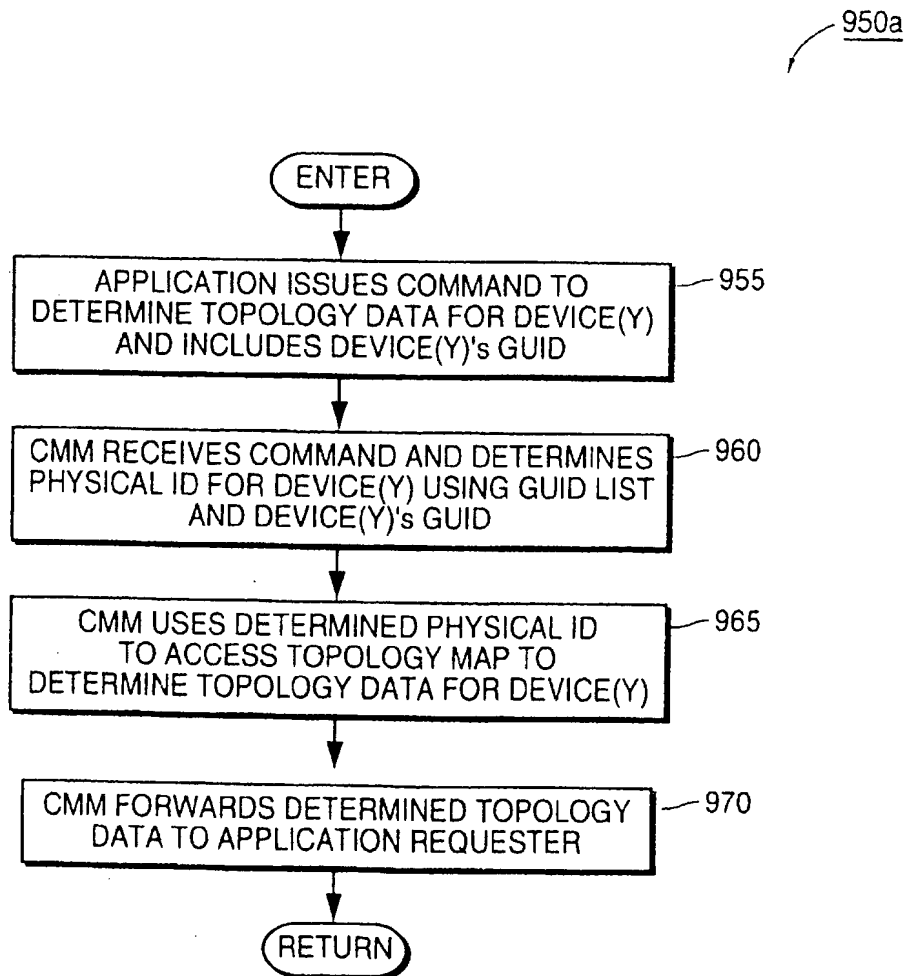 950a
ENTER
APPLICATION ISSUES COMMAND TO
DETERMINE TOPOLOGY DATA FOR DEVICE(Y)
AND INCLUDES DEVICE(Y)'s GUID
955
CMM RECEIVES COMMAND AND DETERMINES
PHYSICAL ID FOR DEVICE(Y) USING GUID LIST
AND DEVICE(Y)'s GUID
960
CMM USES DETERMINED PHYSICAL ID
TO ACCESS TOPOLOGY MAP TO
DETERMINE TOPOLOGY DATA FOR DEVICE(Y)
965
CMM FORWARDS DETERMINED TOPOLOGY
DATA TO APPLICATION REQUESTER
970
RETURN